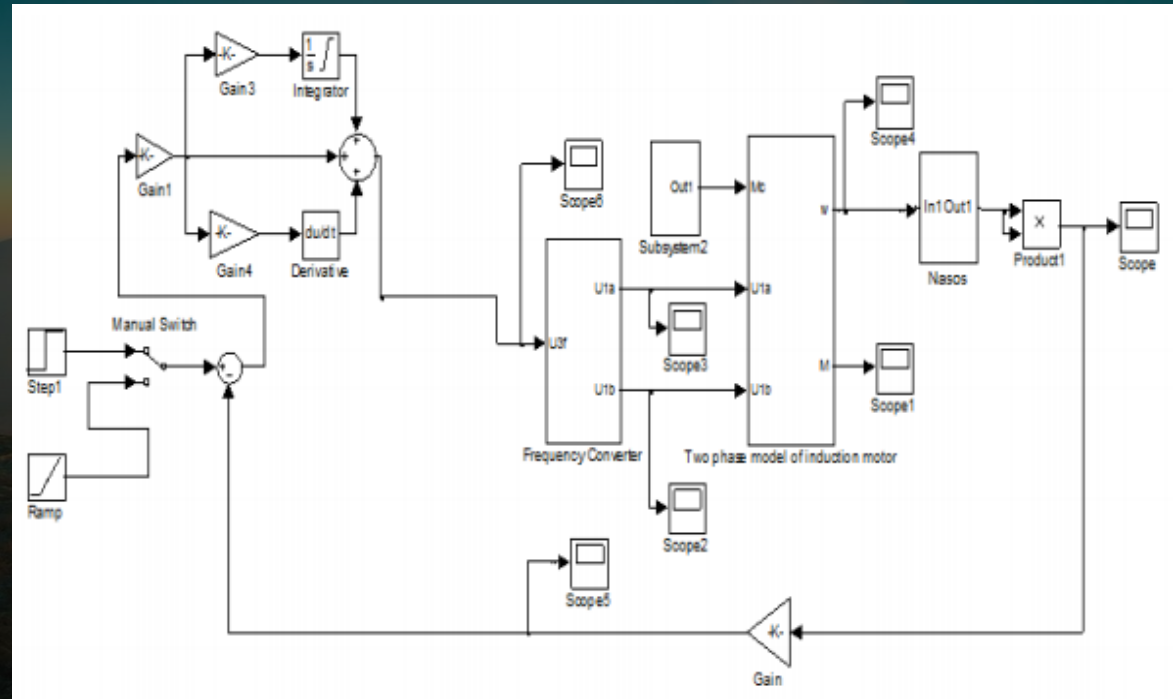 -K-
Gain3
1
s
Integrator
+
+
+
-K-
Gain1
-K-
Gain4
du/dt
Derivative
Manual Switch
Step1
Ramp
+
-
Scope6
U3f
U1a
U1b
Frequency Converter
Scope3
Scope2
Scope5
Out1
Subsystem2
Mc
U1a
U1b
w
M
Two phase model of induction motor
Scope4
Scope1
In1 Out1
Nasos
X
Product1
Scope
-K-
Gain